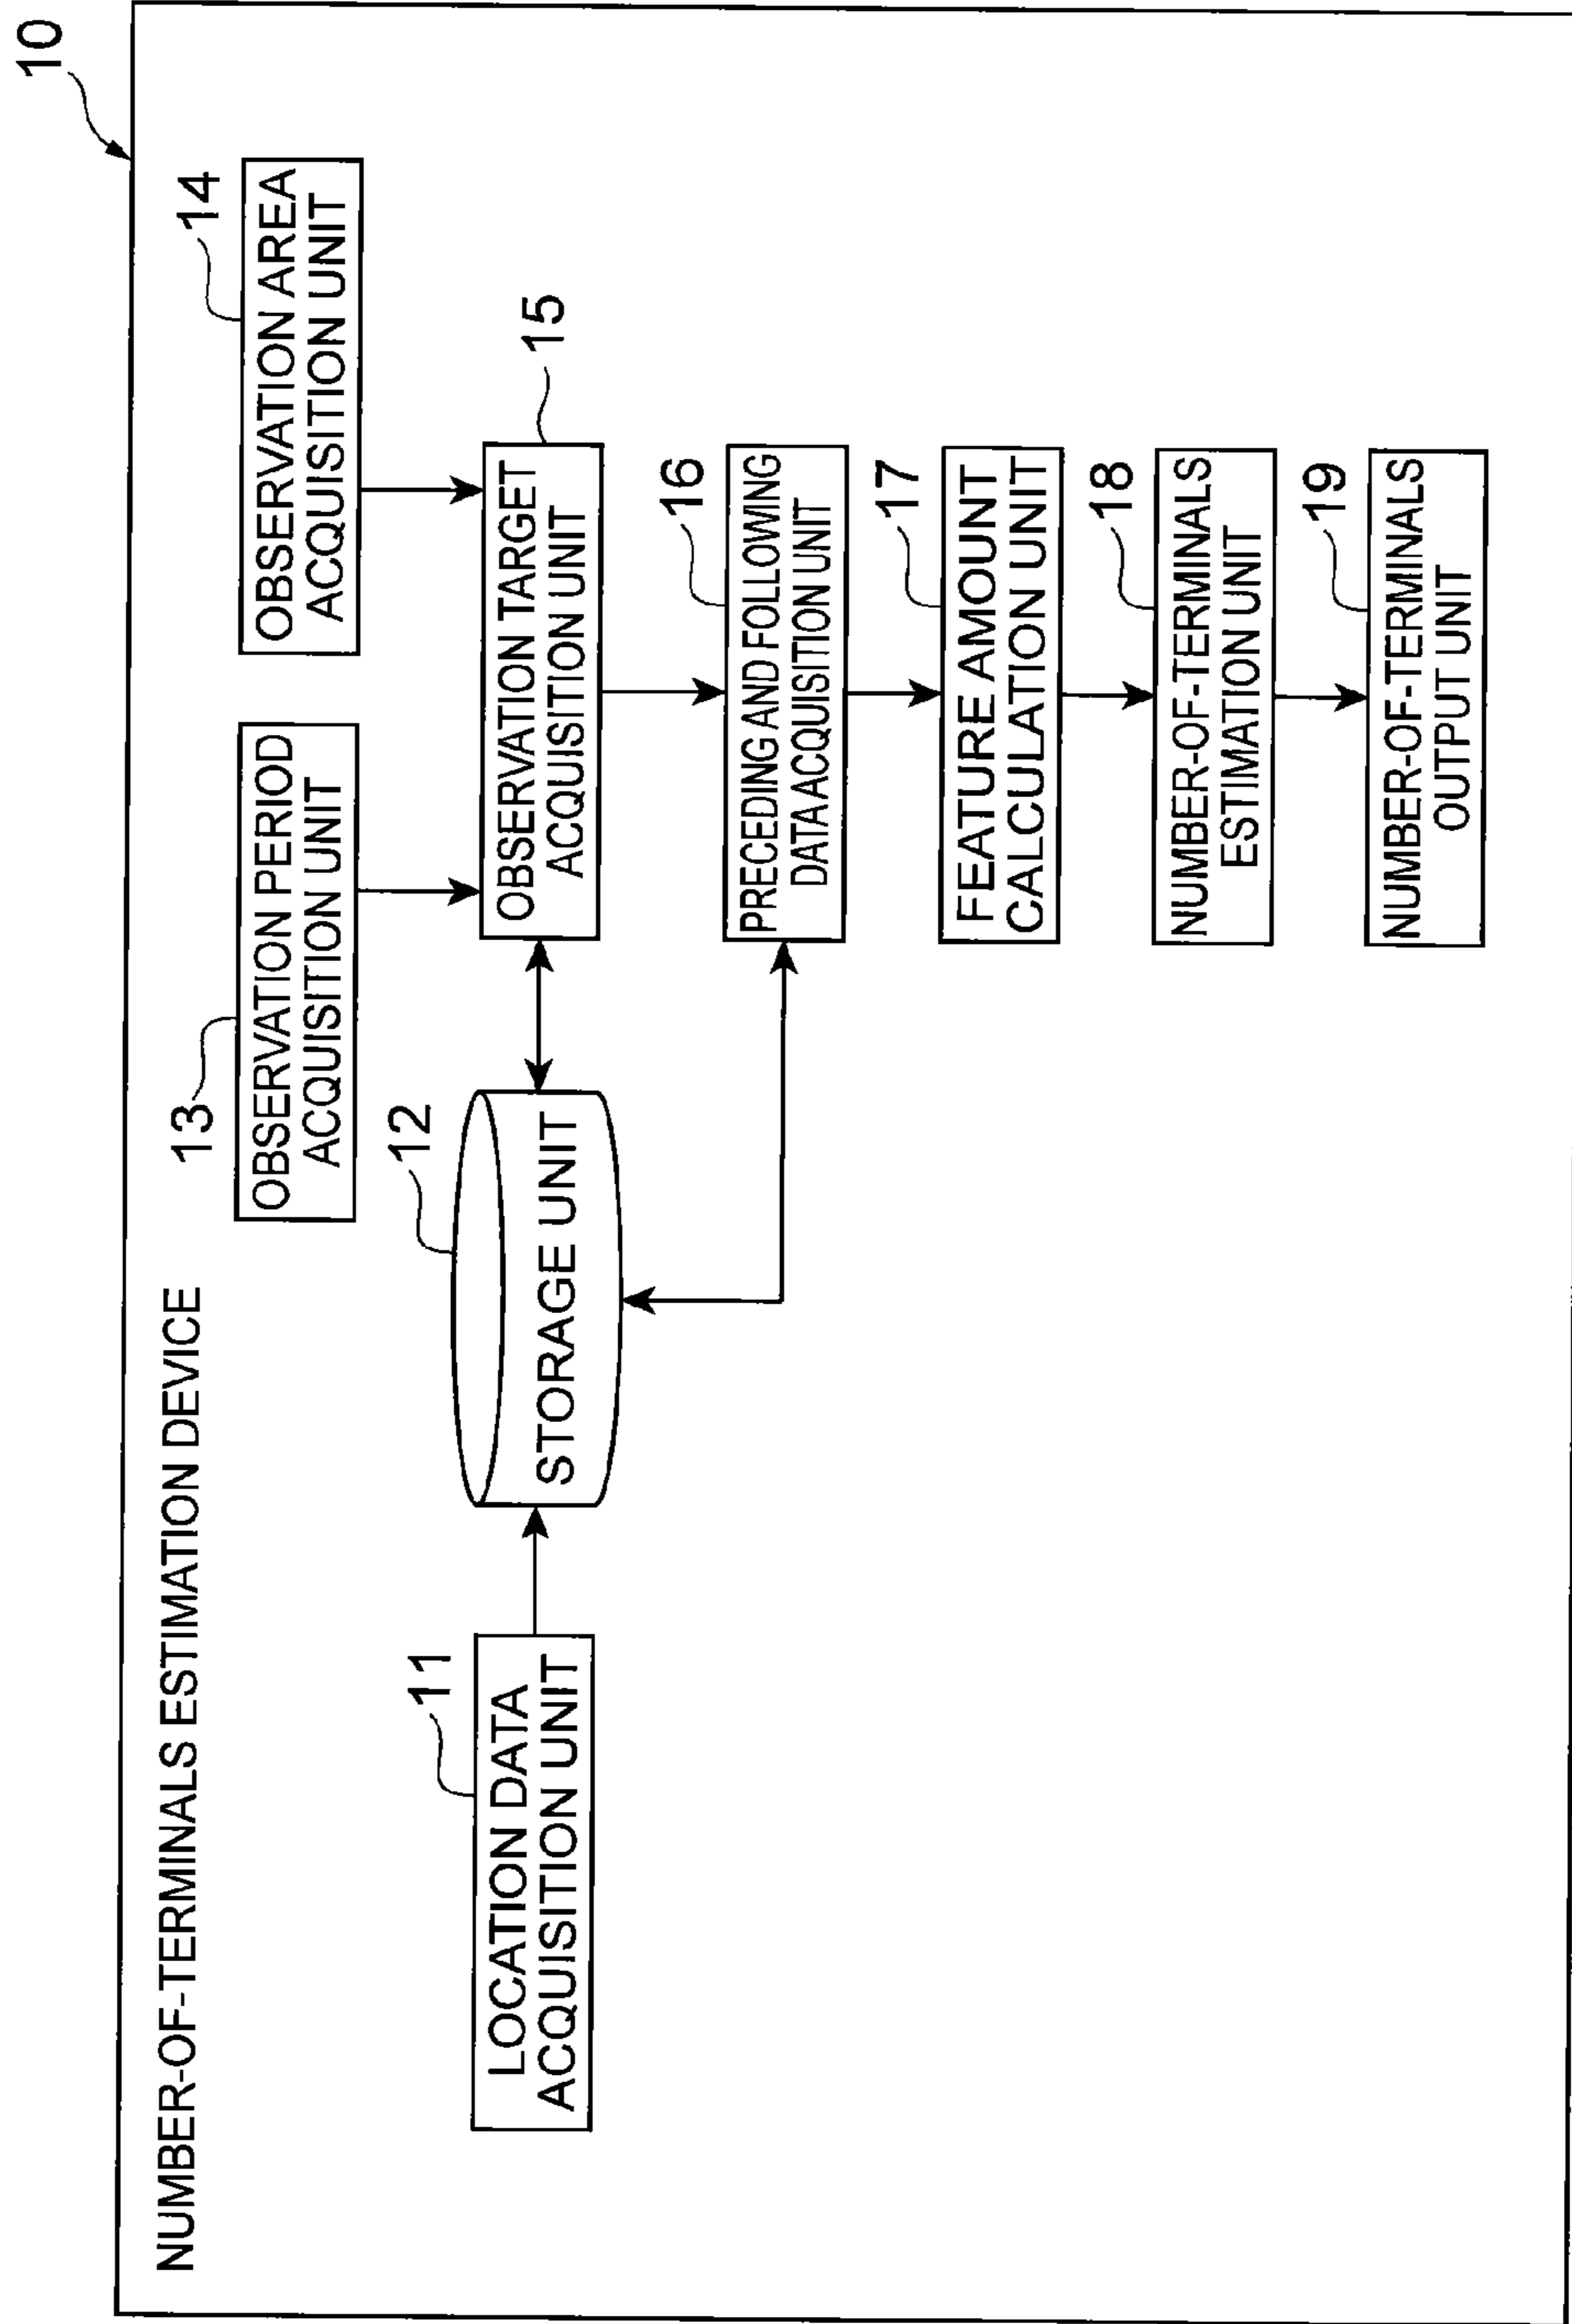 10
NUMBER-OF-TERMINALS ESTIMATION DEVICE
13
OBSERVATION PERIOD
ACQUISITION UNIT
14
OBSERVATION AREA
ACQUISITION UNIT
11
LOCATION DATA
ACQUISITION UNIT
12
STORAGE UNIT
15
OBSERVATION TARGET
ACQUISITION UNIT
16
PRECEDING AND FOLLOWING
DATA ACQUISITION UNIT
17
FEATURE AMOUNT
CALCULATION UNIT
18
NUMBER-OF-TERMINALS
ESTIMATION UNIT
19
NUMBER-OF-TERMINALS
OUTPUT UNIT